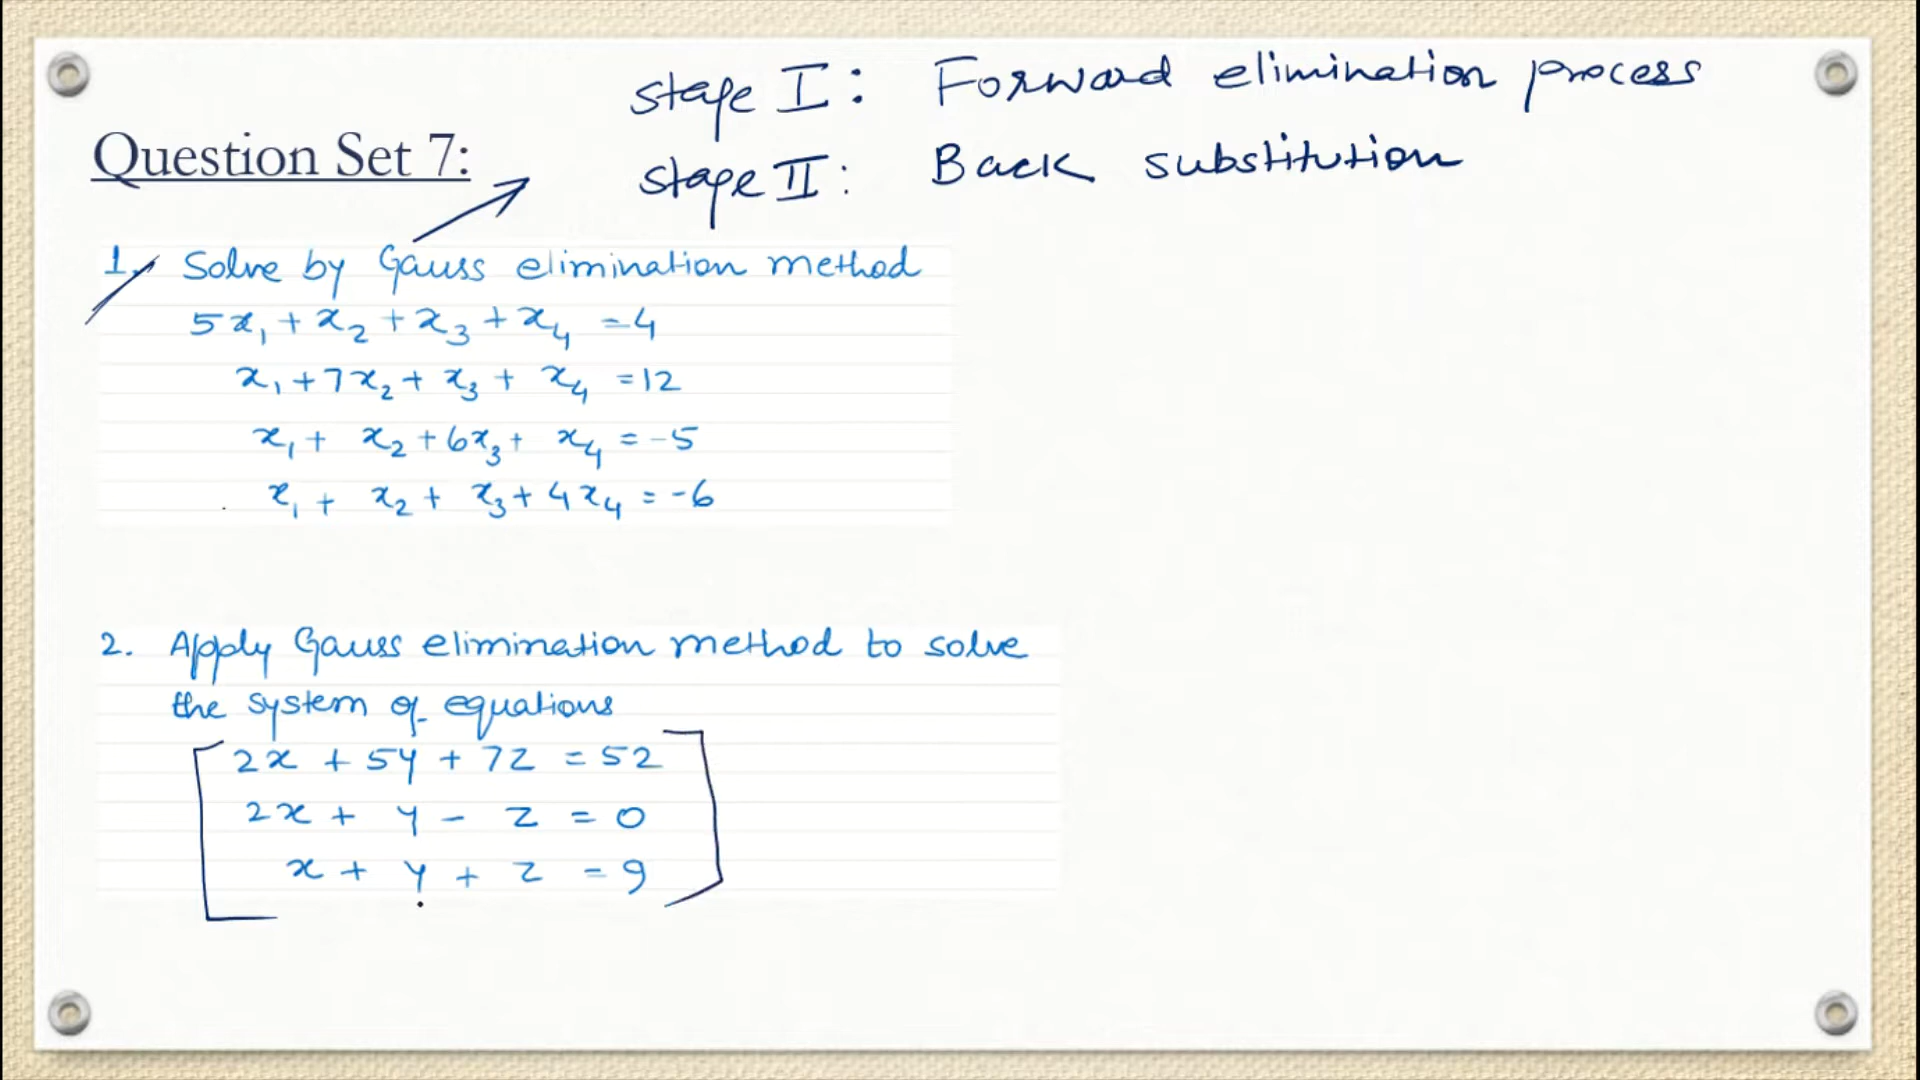 stage I : Forward elimination process
Question Set 7:
stage II : Back substitution
1. Solve by Gauss elimination method
5x₁ + x₂ + x₃ + x₄ = 4
x₁ + 7x₂ + x₃ + x₄ = 12
x₁ + x₂ + 6x₃ + x₄ = -5
x₁ + x₂ + x₃ + 4x₄ = -6
2. Apply Gauss elimination method to solve
the system of equations
2x + 5y + 7z = 52
2x + y - z = 0
x + y + z = 9